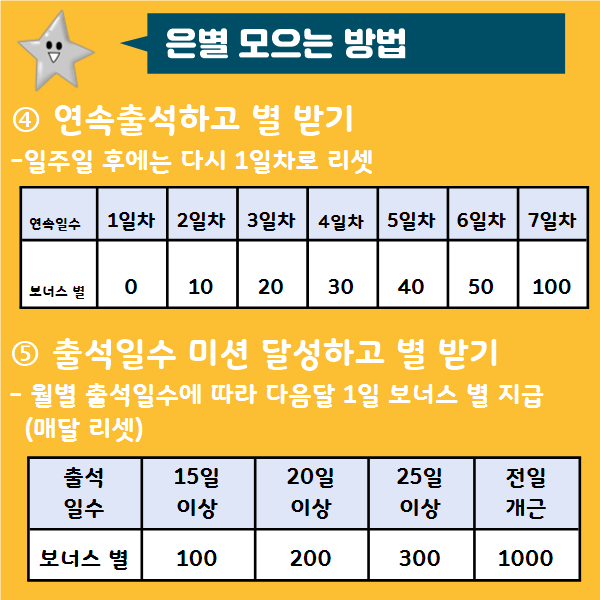 은별 모으는 방법
④ 연속출석하고 별 받기
-일주일 후에는 다시 1일차로 리셋
연속일수 1일차 2일차 3일차 4일차 5일차 6일차 7일차
보너스 별 0 10 20 30 40 50 100
⑤ 출석일수 미션 달성하고 별 받기
- 월별 출석일수에 따라 다음달 1일 보너스 별 지급
(매달 리셋)
출석 15일 20일 25일 전일
일수 이상 이상 이상 개근
보너스 별 100 200 300 1000